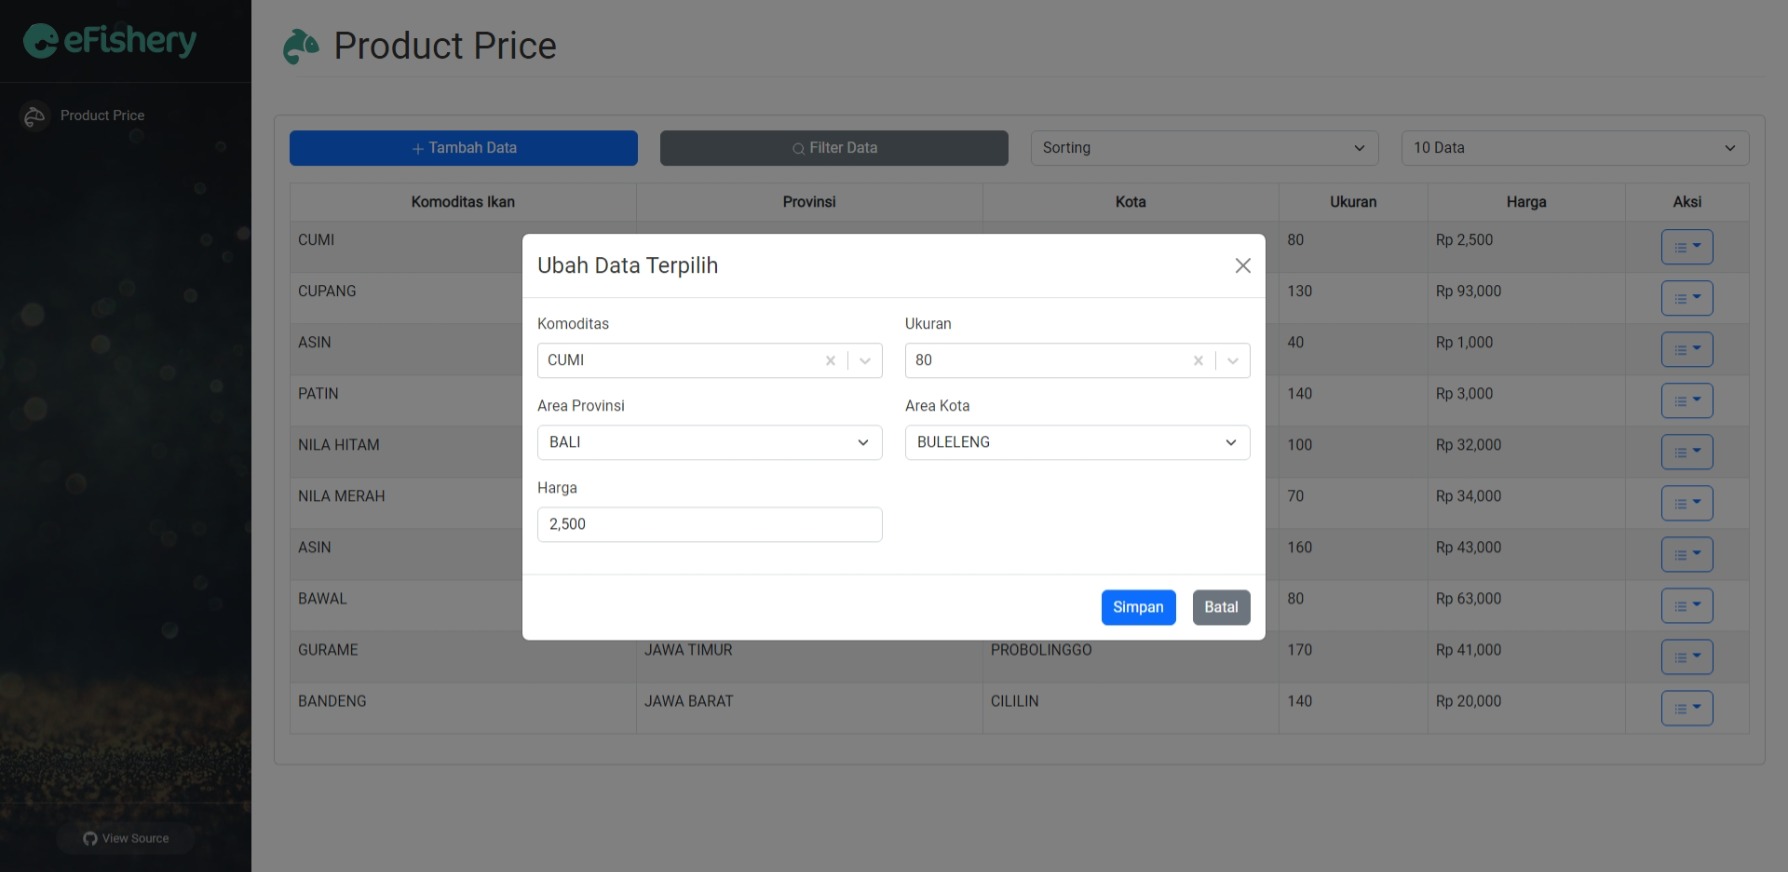 eFishery
Product Price
Product Price
Tambah Data
Filter Data
Sorting
10 Data
Komoditas Ikan Provinsi Kota Ukuran Harga Aksi
CUMI 80 Rp 2,500
CUPANG 130 Rp 93,000
ASIN 40 Rp 1,000
PATIN 140 Rp 3,000
NILA HITAM 100 Rp 32,000
NILA MERAH 70 Rp 34,000
ASIN 160 Rp 43,000
BAWAL 80 Rp 63,000
GURAME JAWA TIMUR PROBOLINGGO 170 Rp 41,000
BANDENG JAWA BARAT CILILIN 140 Rp 20,000
Ubah Data Terpilih
Komoditas Ukuran
CUMI 80
Area Provinsi Area Kota
BALI BULELENG
Harga
2,500
Simpan Batal
View Source